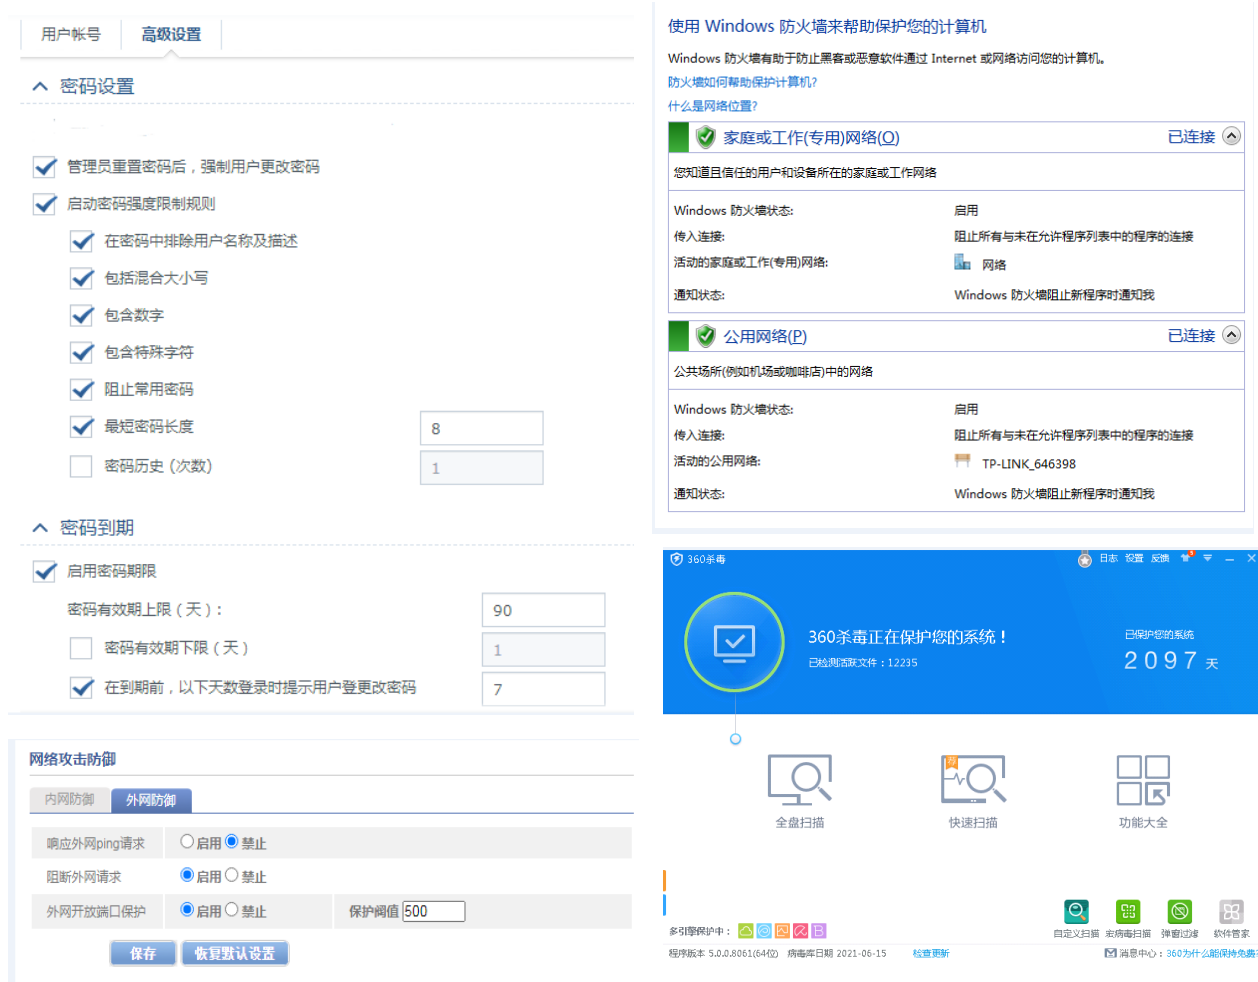 用户帐号
高级设置
密码设置
管理员重置密码后，强制用户更改密码
启动密码强度限制规则
在密码中排除用户名称及描述
包括混合大小写
包含数字
包含特殊字符
阻止常用密码
最短密码长度 8
密码历史 (次数) 1
密码到期
启用密码期限
密码有效期上限（天）: 90
密码有效期下限（天） 1
在到期前，以下天数登录时提示用户登更改密码 7
网络攻击防御
内网防御 外网防御
响应外网ping请求 启用 禁止
阻断外网请求 启用 禁止
外网开放端口保护 启用 禁止 保护阀值 500
保存 恢复默认设置
使用 Windows 防火墙来帮助保护您的计算机
Windows 防火墙有助于防止黑客或恶意软件通过 Internet 或网络访问您的计算机。
防火墙如何帮助保护计算机?
什么是网络位置?
家庭或工作(专用)网络(O) 已连接
您知道且信任的用户和设备所在的家庭或工作网络
Windows 防火墙状态: 启用
传入连接: 阻止所有与未在允许程序列表中的程序的连接
活动的家庭或工作(专用)网络: 网络
通知状态: Windows 防火墙阻止新程序时通知我
公用网络(P) 已连接
公共场所(例如机场或咖啡店)中的网络
Windows 防火墙状态: 启用
传入连接: 阻止所有与未在允许程序列表中的程序的连接
活动的公用网络: TP-LINK_646398
通知状态: Windows 防火墙阻止新程序时通知我
360杀毒 日志 设置 反馈
360杀毒正在保护您的系统！
已检测活跃文件：12235
已保护您的系统
2097 天
荐
全盘扫描 快速扫描 功能大全
自定义扫描 宏病毒扫描 弹窗过滤 软件管家
多引擎保护中：
程序版本 5.0.0.8061(64位) 病毒库日期 2021-06-15 检查更新 消息中心：360为什么能保持免费?